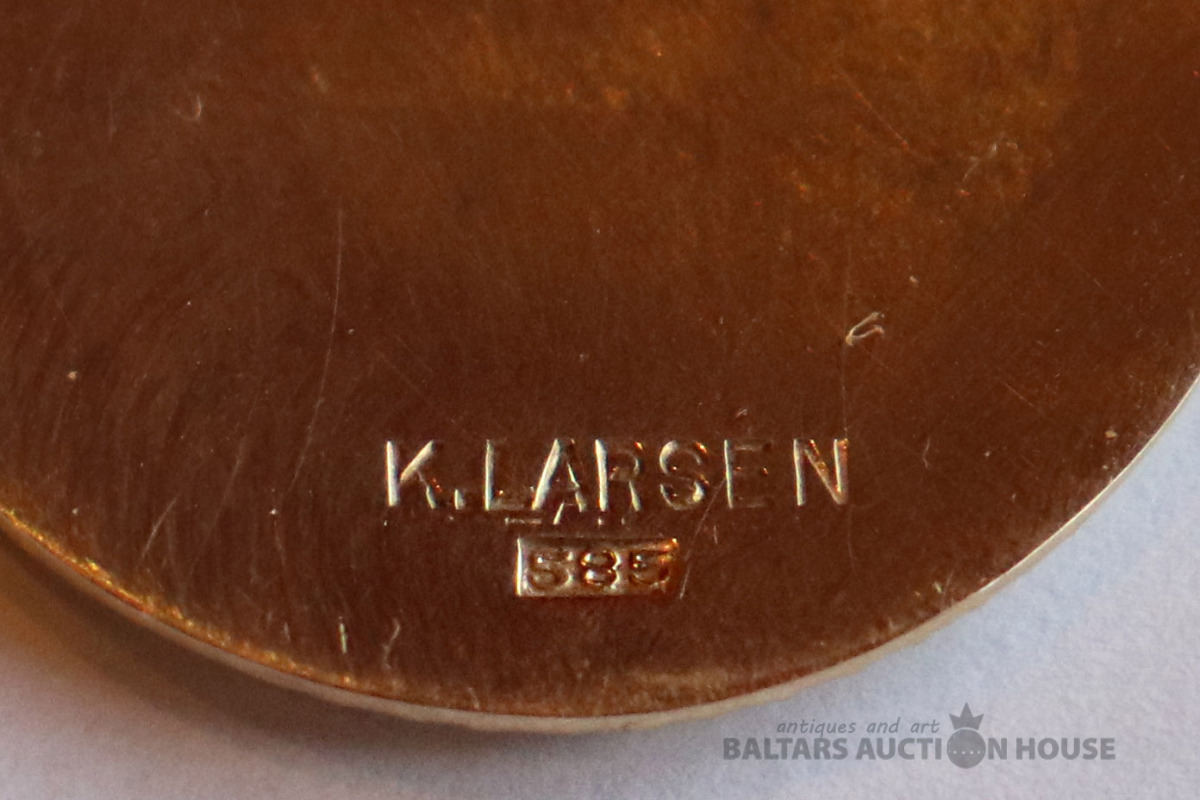 K.LARSEN
585
antiques and art
BALTARS AUCTION HOUSE